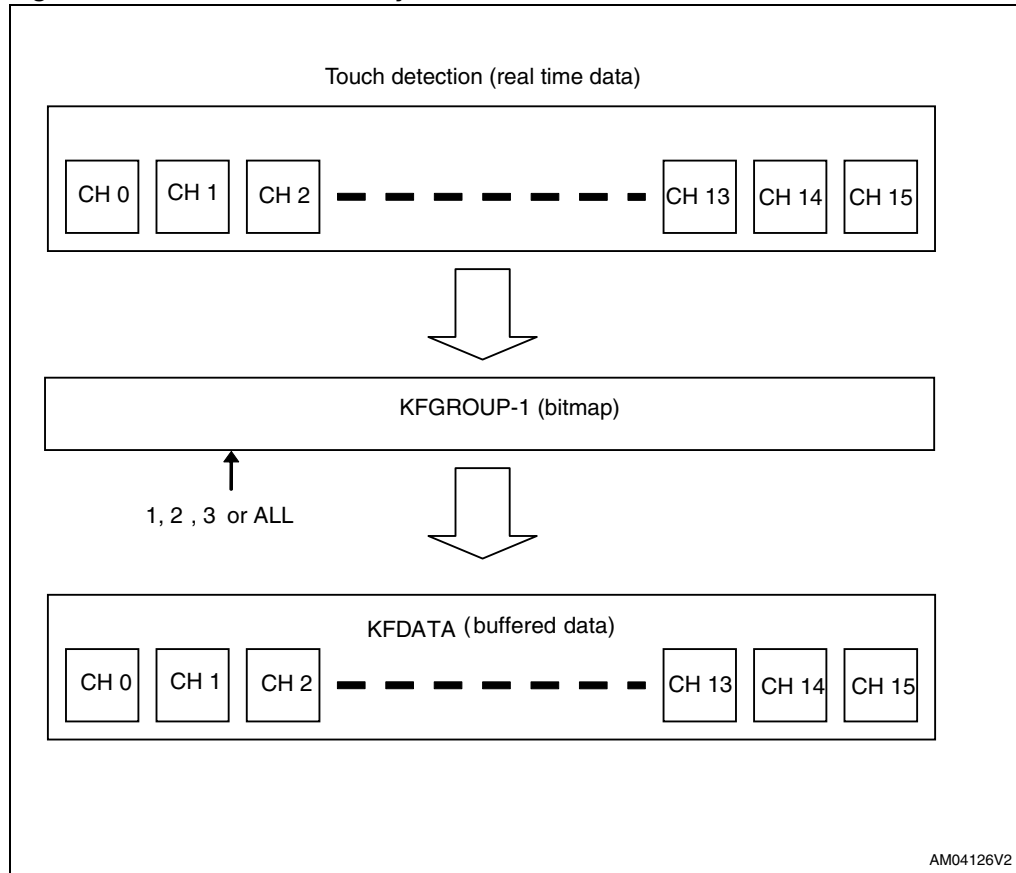 Touch detection (real time data)
CH 0 CH 1 CH 2 CH 13 CH 14 CH 15
KFGROUP-1 (bitmap)
1, 2 , 3 or ALL
KFDATA (buffered data)
CH 0 CH 1 CH 2 CH 13 CH 14 CH 15
AM04126V2